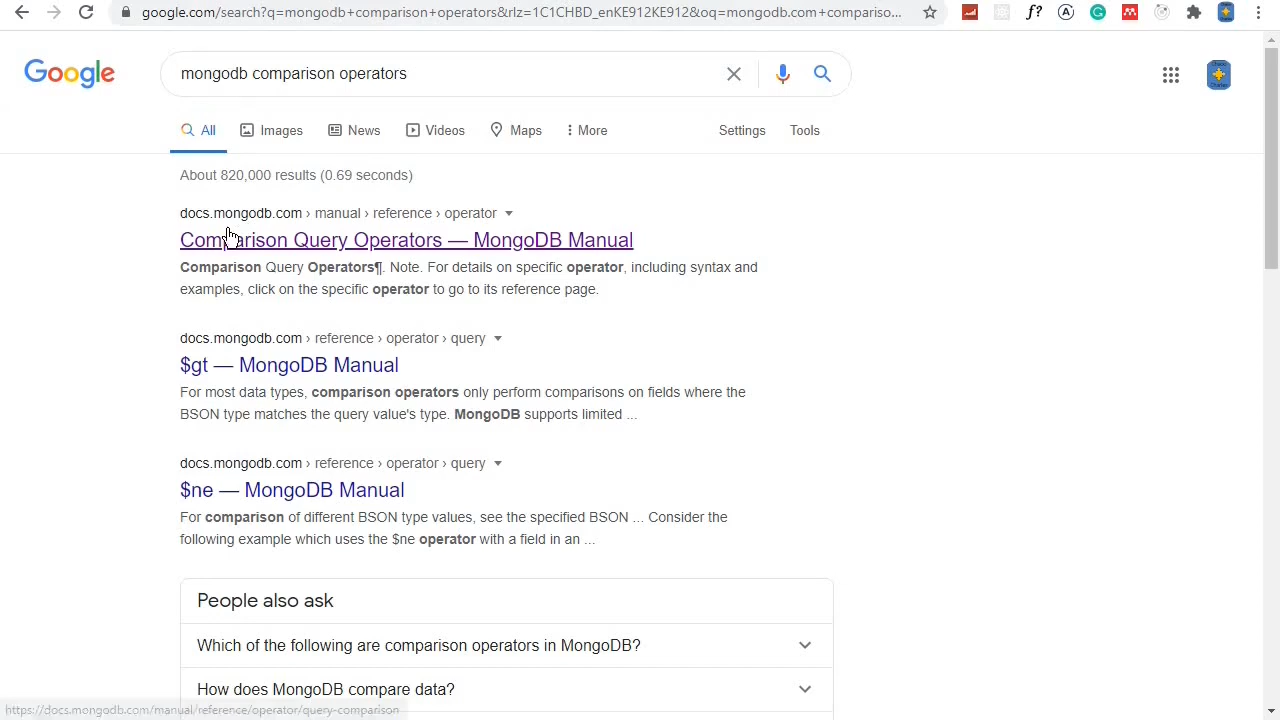 google.com/search?q=mongodb+comparison+operators&rlz=1C1CHBD_enKE912KE912&oq=mongodb.com+compariso...
Google
mongodb comparison operators
All
Images
News
Videos
Maps
More
Settings
Tools
About 820,000 results (0.69 seconds)
docs.mongodb.com › manual › reference › operator
Comparison Query Operators — MongoDB Manual
Comparison Query Operators¶. Note. For details on specific operator, including syntax and
examples, click on the specific operator to go to its reference page.
docs.mongodb.com › reference › operator › query
$gt — MongoDB Manual
For most data types, comparison operators only perform comparisons on fields where the
BSON type matches the query value's type. MongoDB supports limited ...
docs.mongodb.com › reference › operator › query
$ne — MongoDB Manual
For comparison of different BSON type values, see the specified BSON ... Consider the
following example which uses the $ne operator with a field in an ...
People also ask
Which of the following are comparison operators in MongoDB?
How does MongoDB compare data?
https://docs.mongodb.com/manual/reference/operator/query-comparison